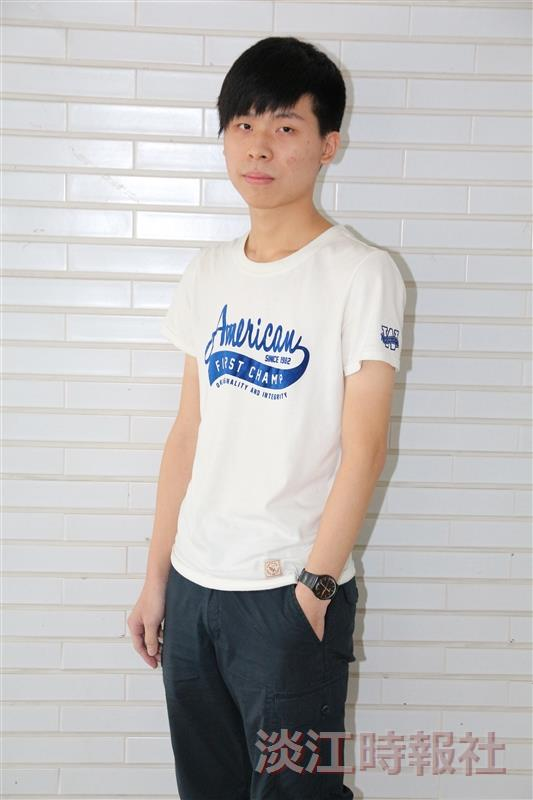 American
SINCE 1982
FIRST CHAMP
ORIGINALITY AND INTEGRITY
W
淡江時報社